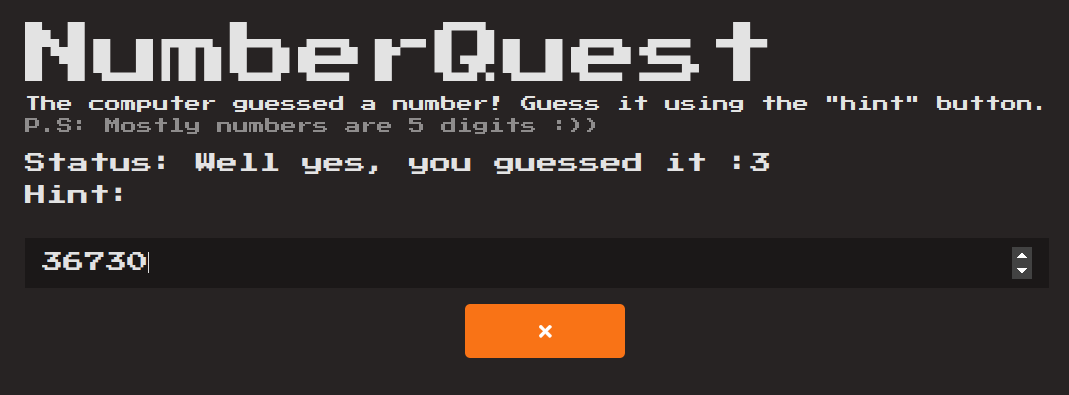 NumberQuest
The computer guessed a number! Guess it using the "hint" button.
P.S: Mostly numbers are 5 digits :))
Status: Well yes, you guessed it :3
Hint:
36730
×